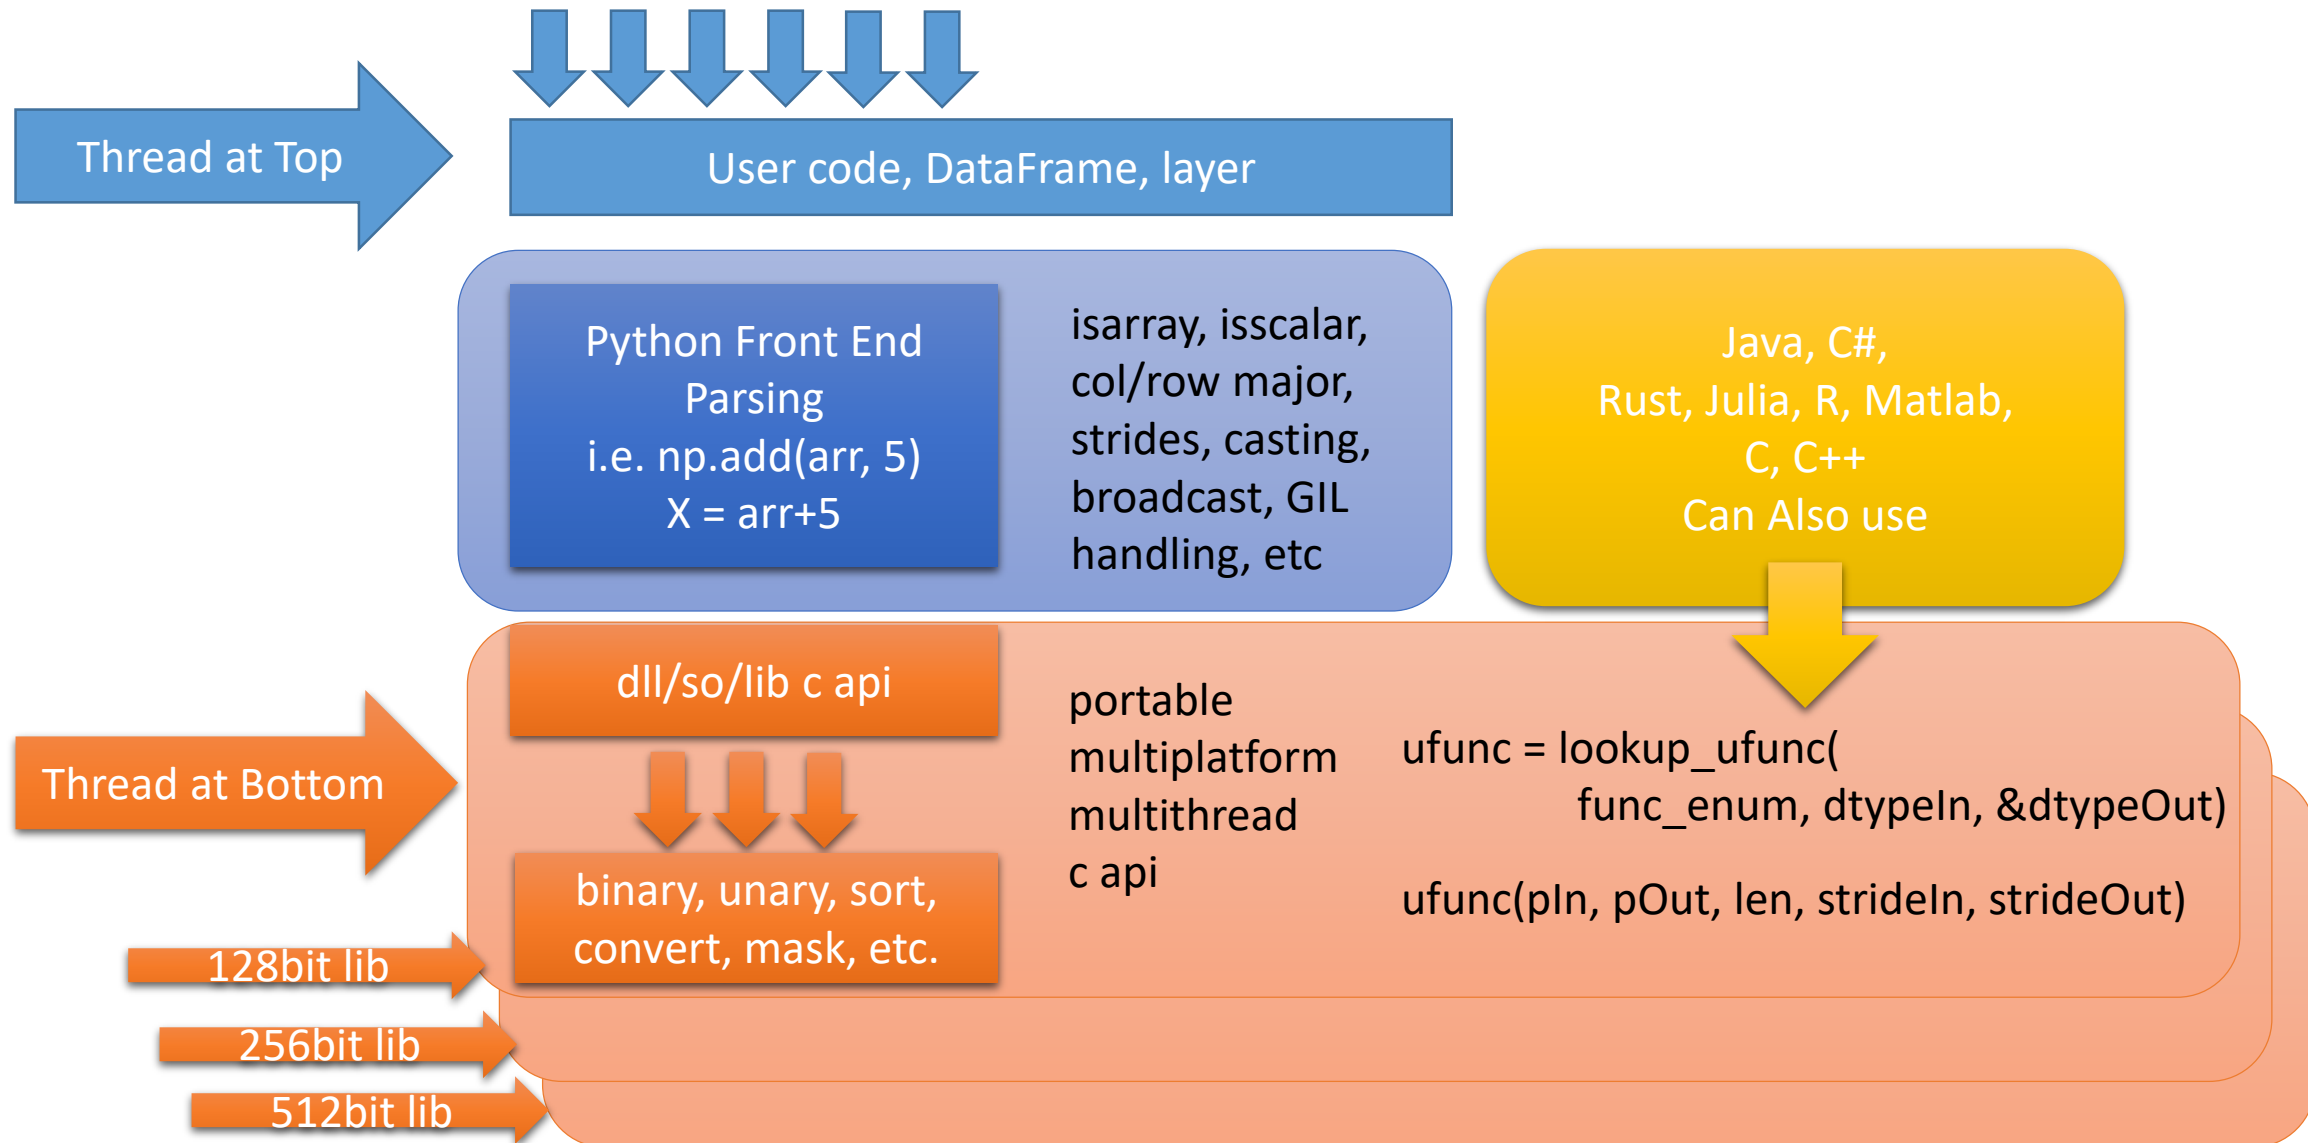 Thread at Top
User code, DataFrame, layer
Python Front End
Parsing
i.e. np.add(arr, 5)
X = arr+5
isarray, isscalar,
col/row major,
strides, casting,
broadcast, GIL
handling, etc
Java, C#,
Rust, Julia, R, Matlab,
C, C++
Can Also use
dll/so/lib c api
Thread at Bottom
binary, unary, sort,
convert, mask, etc.
portable
multiplatform
multithread
c api
ufunc = lookup_ufunc(
func_enum, dtypeIn, &dtypeOut)
ufunc(pIn, pOut, len, strideIn, strideOut)
128bit lib
256bit lib
512bit lib